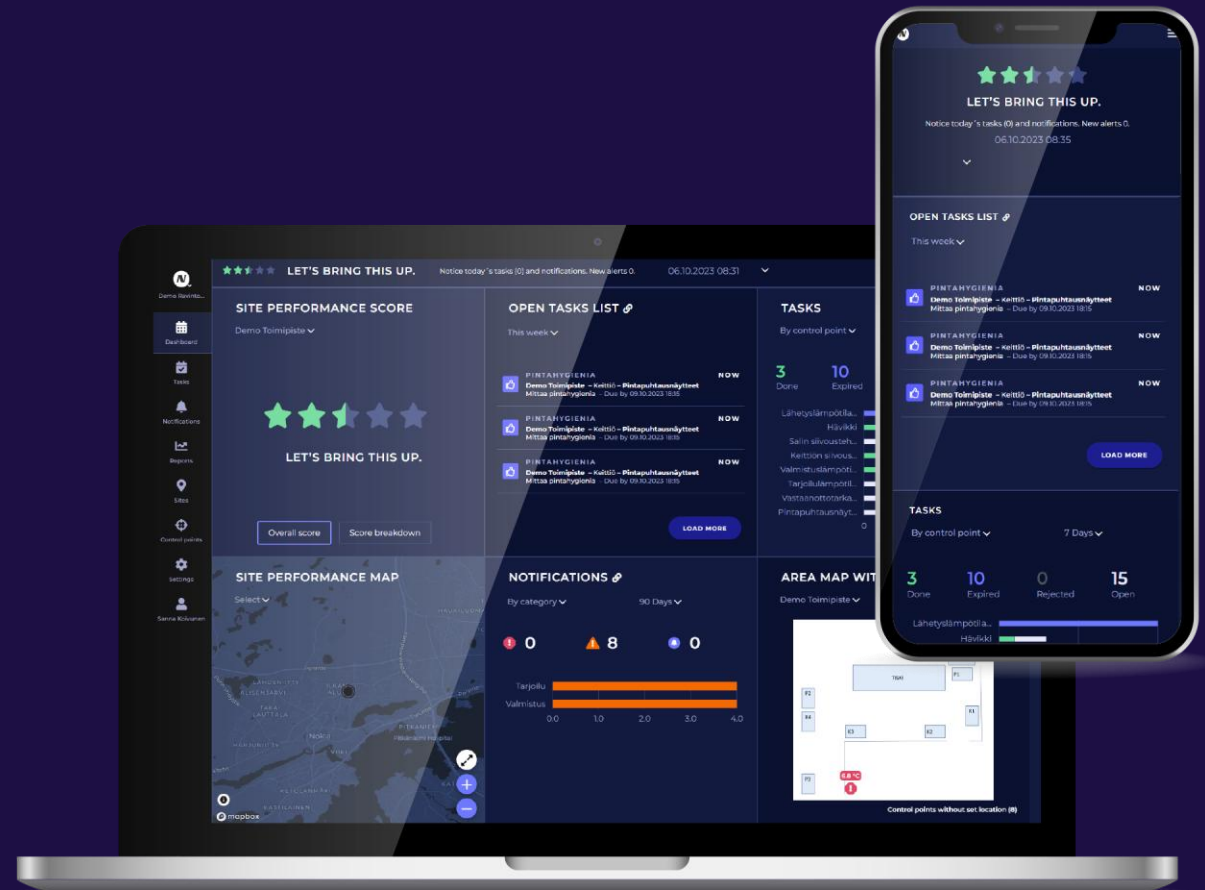 LET'S BRING THIS UP.
Notice today's tasks (0) and notifications. New alerts 0.
06.10.2023 08:35
OPEN TASKS LIST
This week
PINTAHYGIENIA NOW
Demo Toimipiste – Keittiö – Pintapuhtausnäytteet
Mittaa pintahygienia – Due by 09.10.2023 18:15
PINTAHYGIENIA NOW
Demo Toimipiste – Keittiö – Pintapuhtausnäytteet
Mittaa pintahygienia – Due by 09.10.2023 18:15
PINTAHYGIENIA NOW
Demo Toimipiste – Keittiö – Pintapuhtausnäytteet
Mittaa pintahygienia – Due by 09.10.2023 18:15
LOAD MORE
TASKS
By control point 7 Days
3 10 0 15
Done Expired Rejected Open
Lähetyslämpötila...
Hävikki
N
Demo Ravinto...
Dashboard
Tasks
Notifications
Reports
Sites
Control points
Settings
Sanna Koivunen
LET'S BRING THIS UP. Notice today's tasks (0) and notifications. New alerts 0. 06.10.2023 08:31
SITE PERFORMANCE SCORE
Demo Toimipiste
LET'S BRING THIS UP.
Overall score Score breakdown
OPEN TASKS LIST
This week
PINTAHYGIENIA NOW
Demo Toimipiste – Keittiö – Pintapuhtausnäytteet
Mittaa pintahygienia – Due by 09.10.2023 18:15
PINTAHYGIENIA NOW
Demo Toimipiste – Keittiö – Pintapuhtausnäytteet
Mittaa pintahygienia – Due by 09.10.2023 18:15
PINTAHYGIENIA NOW
Demo Toimipiste – Keittiö – Pintapuhtausnäytteet
Mittaa pintahygienia – Due by 09.10.2023 18:15
LOAD MORE
TASKS
By control point
3 10
Done Expired
Lähetyslämpötila...
Hävikki
Salin siivousteh...
Keittiön siivous...
Valmistuslämpöti...
Tarjoilulämpötil...
Vastaanottotarka...
Pintapuhtausnäyt...
0
SITE PERFORMANCE MAP
Select
mapbox
NOTIFICATIONS
By category 90 Days
0 8 0
Tarjoilu
Valmistus
0.0 1.0 2.0 3.0 4.0
AREA MAP WIT
Demo Toimipiste
TISKI
P1
P2
R4
K1
K3
K2
P3
6.8 °C
Control points without set location (8)